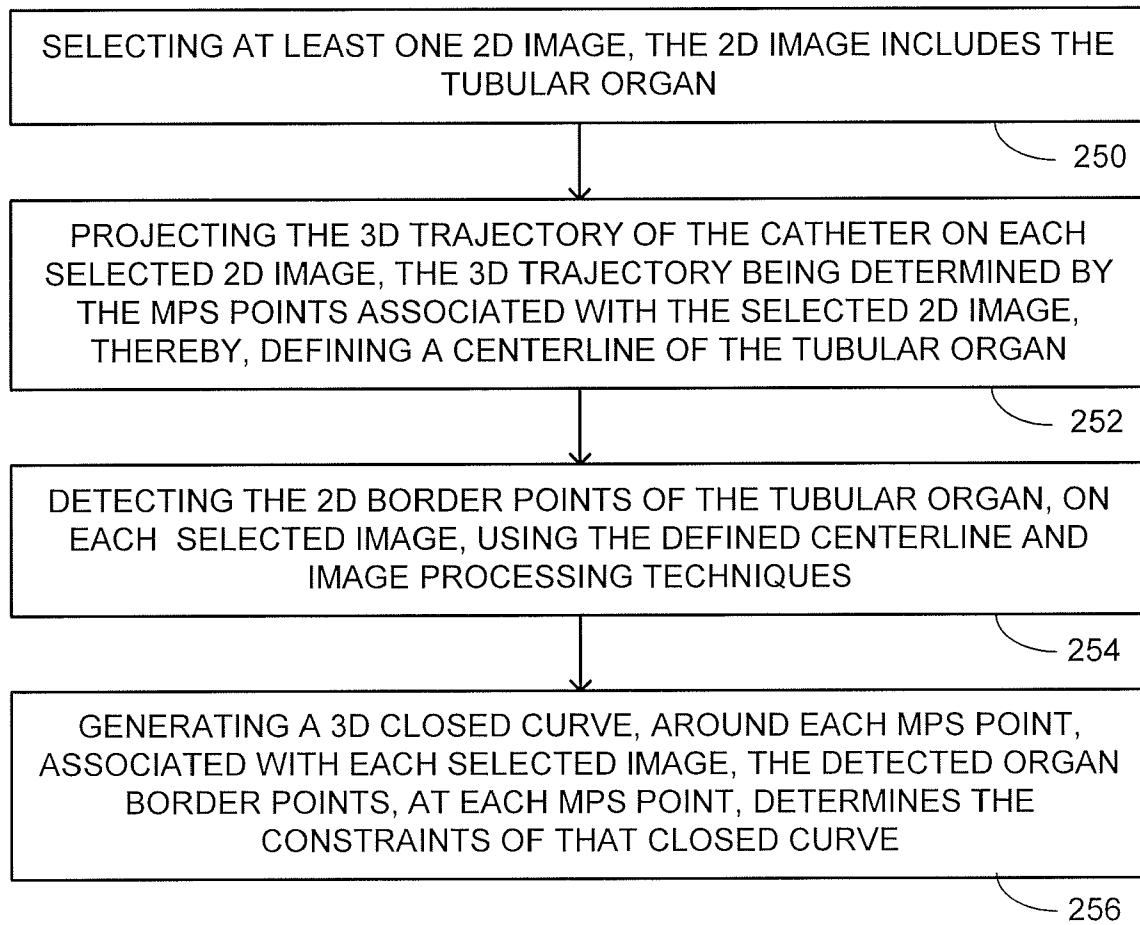 SELECTING AT LEAST ONE 2D IMAGE, THE 2D IMAGE INCLUDES THE
TUBULAR ORGAN
250
PROJECTING THE 3D TRAJECTORY OF THE CATHETER ON EACH
SELECTED 2D IMAGE, THE 3D TRAJECTORY BEING DETERMINED BY
THE MPS POINTS ASSOCIATED WITH THE SELECTED 2D IMAGE,
THEREBY, DEFINING A CENTERLINE OF THE TUBULAR ORGAN
252
DETECTING THE 2D BORDER POINTS OF THE TUBULAR ORGAN, ON
EACH SELECTED IMAGE, USING THE DEFINED CENTERLINE AND
IMAGE PROCESSING TECHNIQUES
254
GENERATING A 3D CLOSED CURVE, AROUND EACH MPS POINT,
ASSOCIATED WITH EACH SELECTED IMAGE, THE DETECTED ORGAN
BORDER POINTS, AT EACH MPS POINT, DETERMINES THE
CONSTRAINTS OF THAT CLOSED CURVE
256